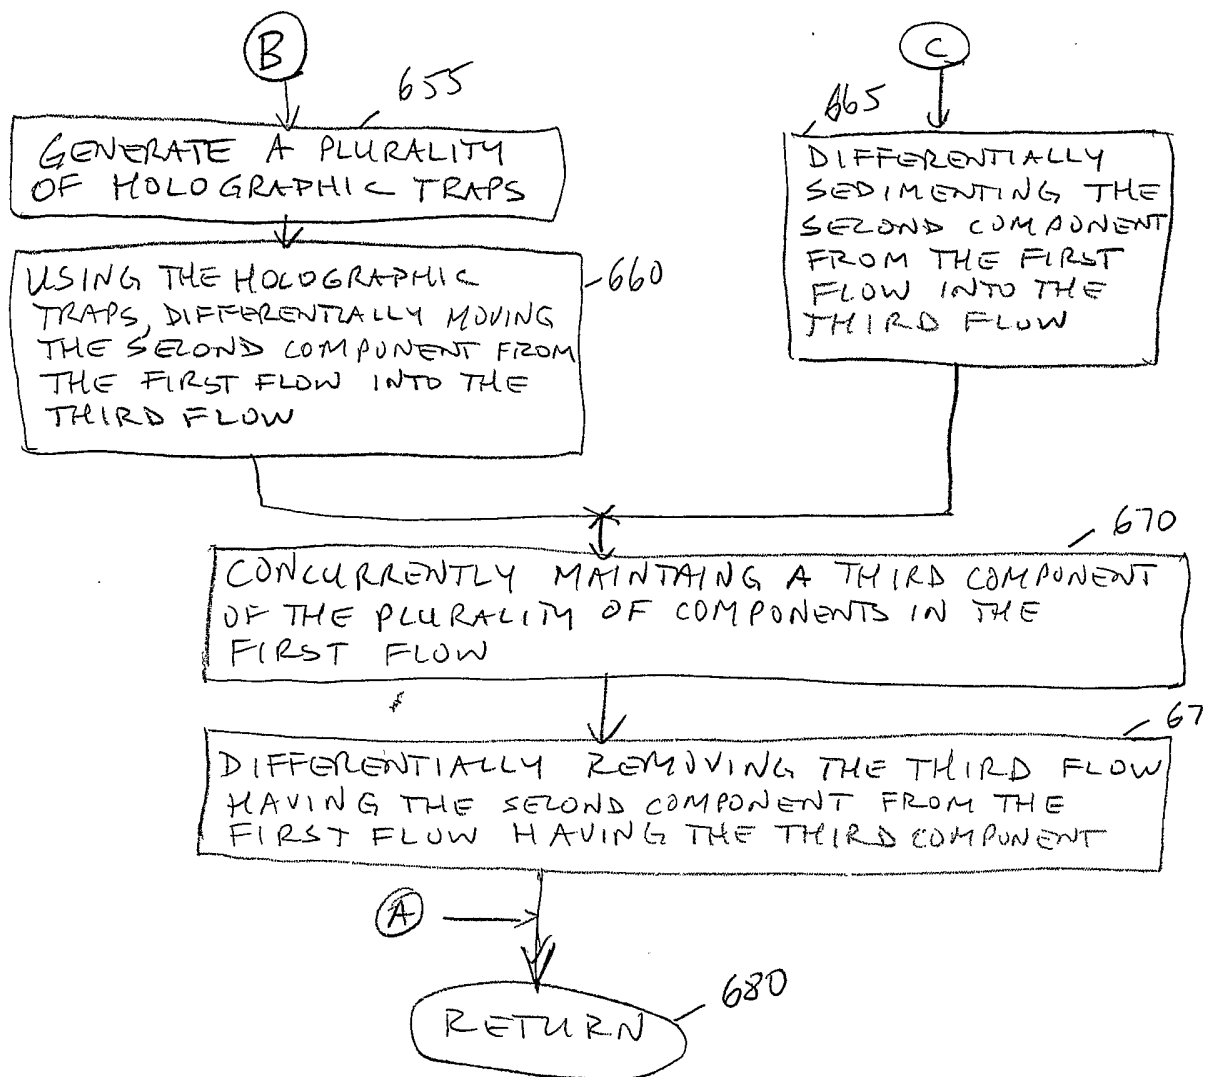 B
655
GENERATE A PLURALITY
OF HOLOGRAPHIC TRAPS
USING THE HOLOGRAPHIC
TRAPS, DIFFERENTIALLY MOVING
THE SECOND COMPONENT FROM
THE FIRST FLOW INTO THE
THIRD FLOW
660
C
665
DIFFERENTIALLY
SEDIMENTING THE
SECOND COMPONENT
FROM THE FIRST
FLOW INTO THE
THIRD FLOW
670
CONCURRENTLY MAINTAING A THIRD COMPONENT
OF THE PLURALITY OF COMPONENTS IN THE
FIRST FLOW
67
DIFFERENTIALLY REMOVING THE THIRD FLOW
HAVING THE SECOND COMPONENT FROM THE
FIRST FLOW HAVING THE THIRD COMPONENT
A
680
RETURN